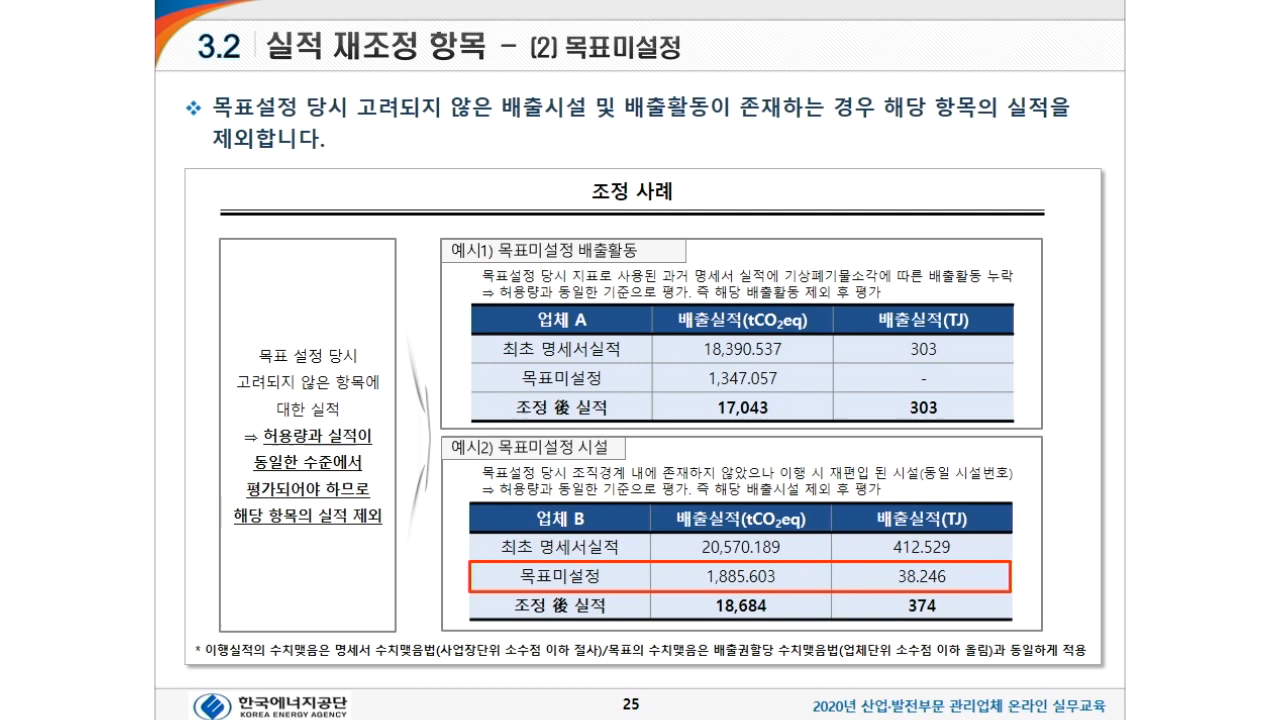 3.2 실적 재조정 항목 – (2) 목표미설정
❖ 목표설정 당시 고려되지 않은 배출시설 및 배출활동이 존재하는 경우 해당 항목의 실적을
제외합니다.
조정 사례
목표 설정 당시
고려되지 않은 항목에
대한 실적
⇒ 허용량과 실적이
동일한 수준에서
평가되어야 하므로
해당 항목의 실적 제외
예시1) 목표미설정 배출활동
목표설정 당시 지표로 사용된 과거 명세서 실적에 기상폐기물소각에 따른 배출활동 누락
⇒ 허용량과 동일한 기준으로 평가. 즉 해당 배출활동 제외 후 평가
업체 A 배출실적(tCO₂eq) 배출실적(TJ)
최초 명세서실적 18,390.537 303
목표미설정 1,347.057 -
조정 後 실적 17,043 303
예시2) 목표미설정 시설
목표설정 당시 조직경계 내에 존재하지 않았으나 이행 시 재편입 된 시설(동일 시설번호)
⇒ 허용량과 동일한 기준으로 평가. 즉 해당 배출시설 제외 후 평가
업체 B 배출실적(tCO₂eq) 배출실적(TJ)
최초 명세서실적 20,570.189 412.529
목표미설정 1,885.603 38.246
조정 後 실적 18,684 374
* 이행실적의 수치맺음은 명세서 수치맺음법(사업장단위 소수점 이하 절사)/목표의 수치맺음은 배출권할당 수치맺음법(업체단위 소수점 이하 올림)과 동일하게 적용
한국에너지공단
KOREA ENERGY AGENCY
25
2020년 산업·발전부문 관리업체 온라인 실무교육